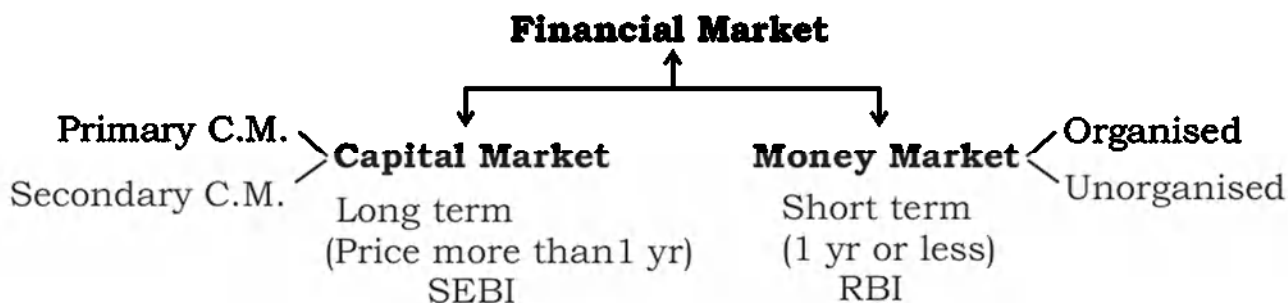 Financial Market
Primary C.M.
Secondary C.M.
Capital Market
Long term
(Price more than1 yr)
SEBI
Money Market
Short term
(1 yr or less)
RBI
Organised
Unorganised